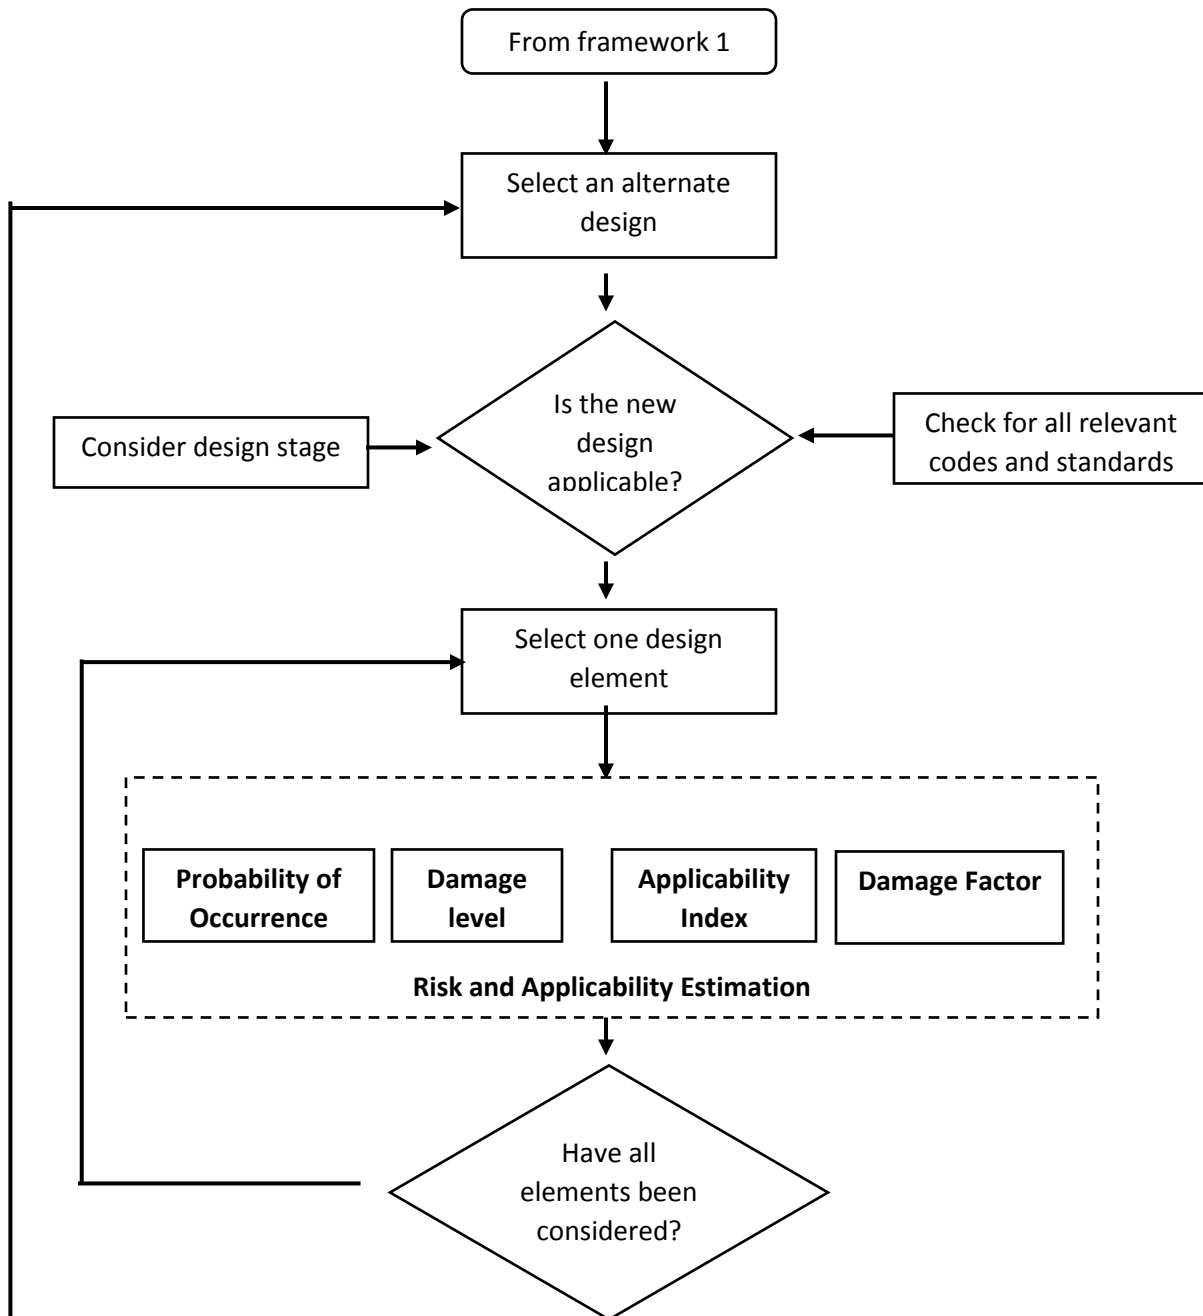 From framework 1
Select an alternate
design
Is the new
design
applicable?
Consider design stage
Check for all relevant
codes and standards
Select one design
element
Probability of
Occurrence
Damage
level
Applicability
Index
Damage Factor
Risk and Applicability Estimation
Have all
elements been
considered?